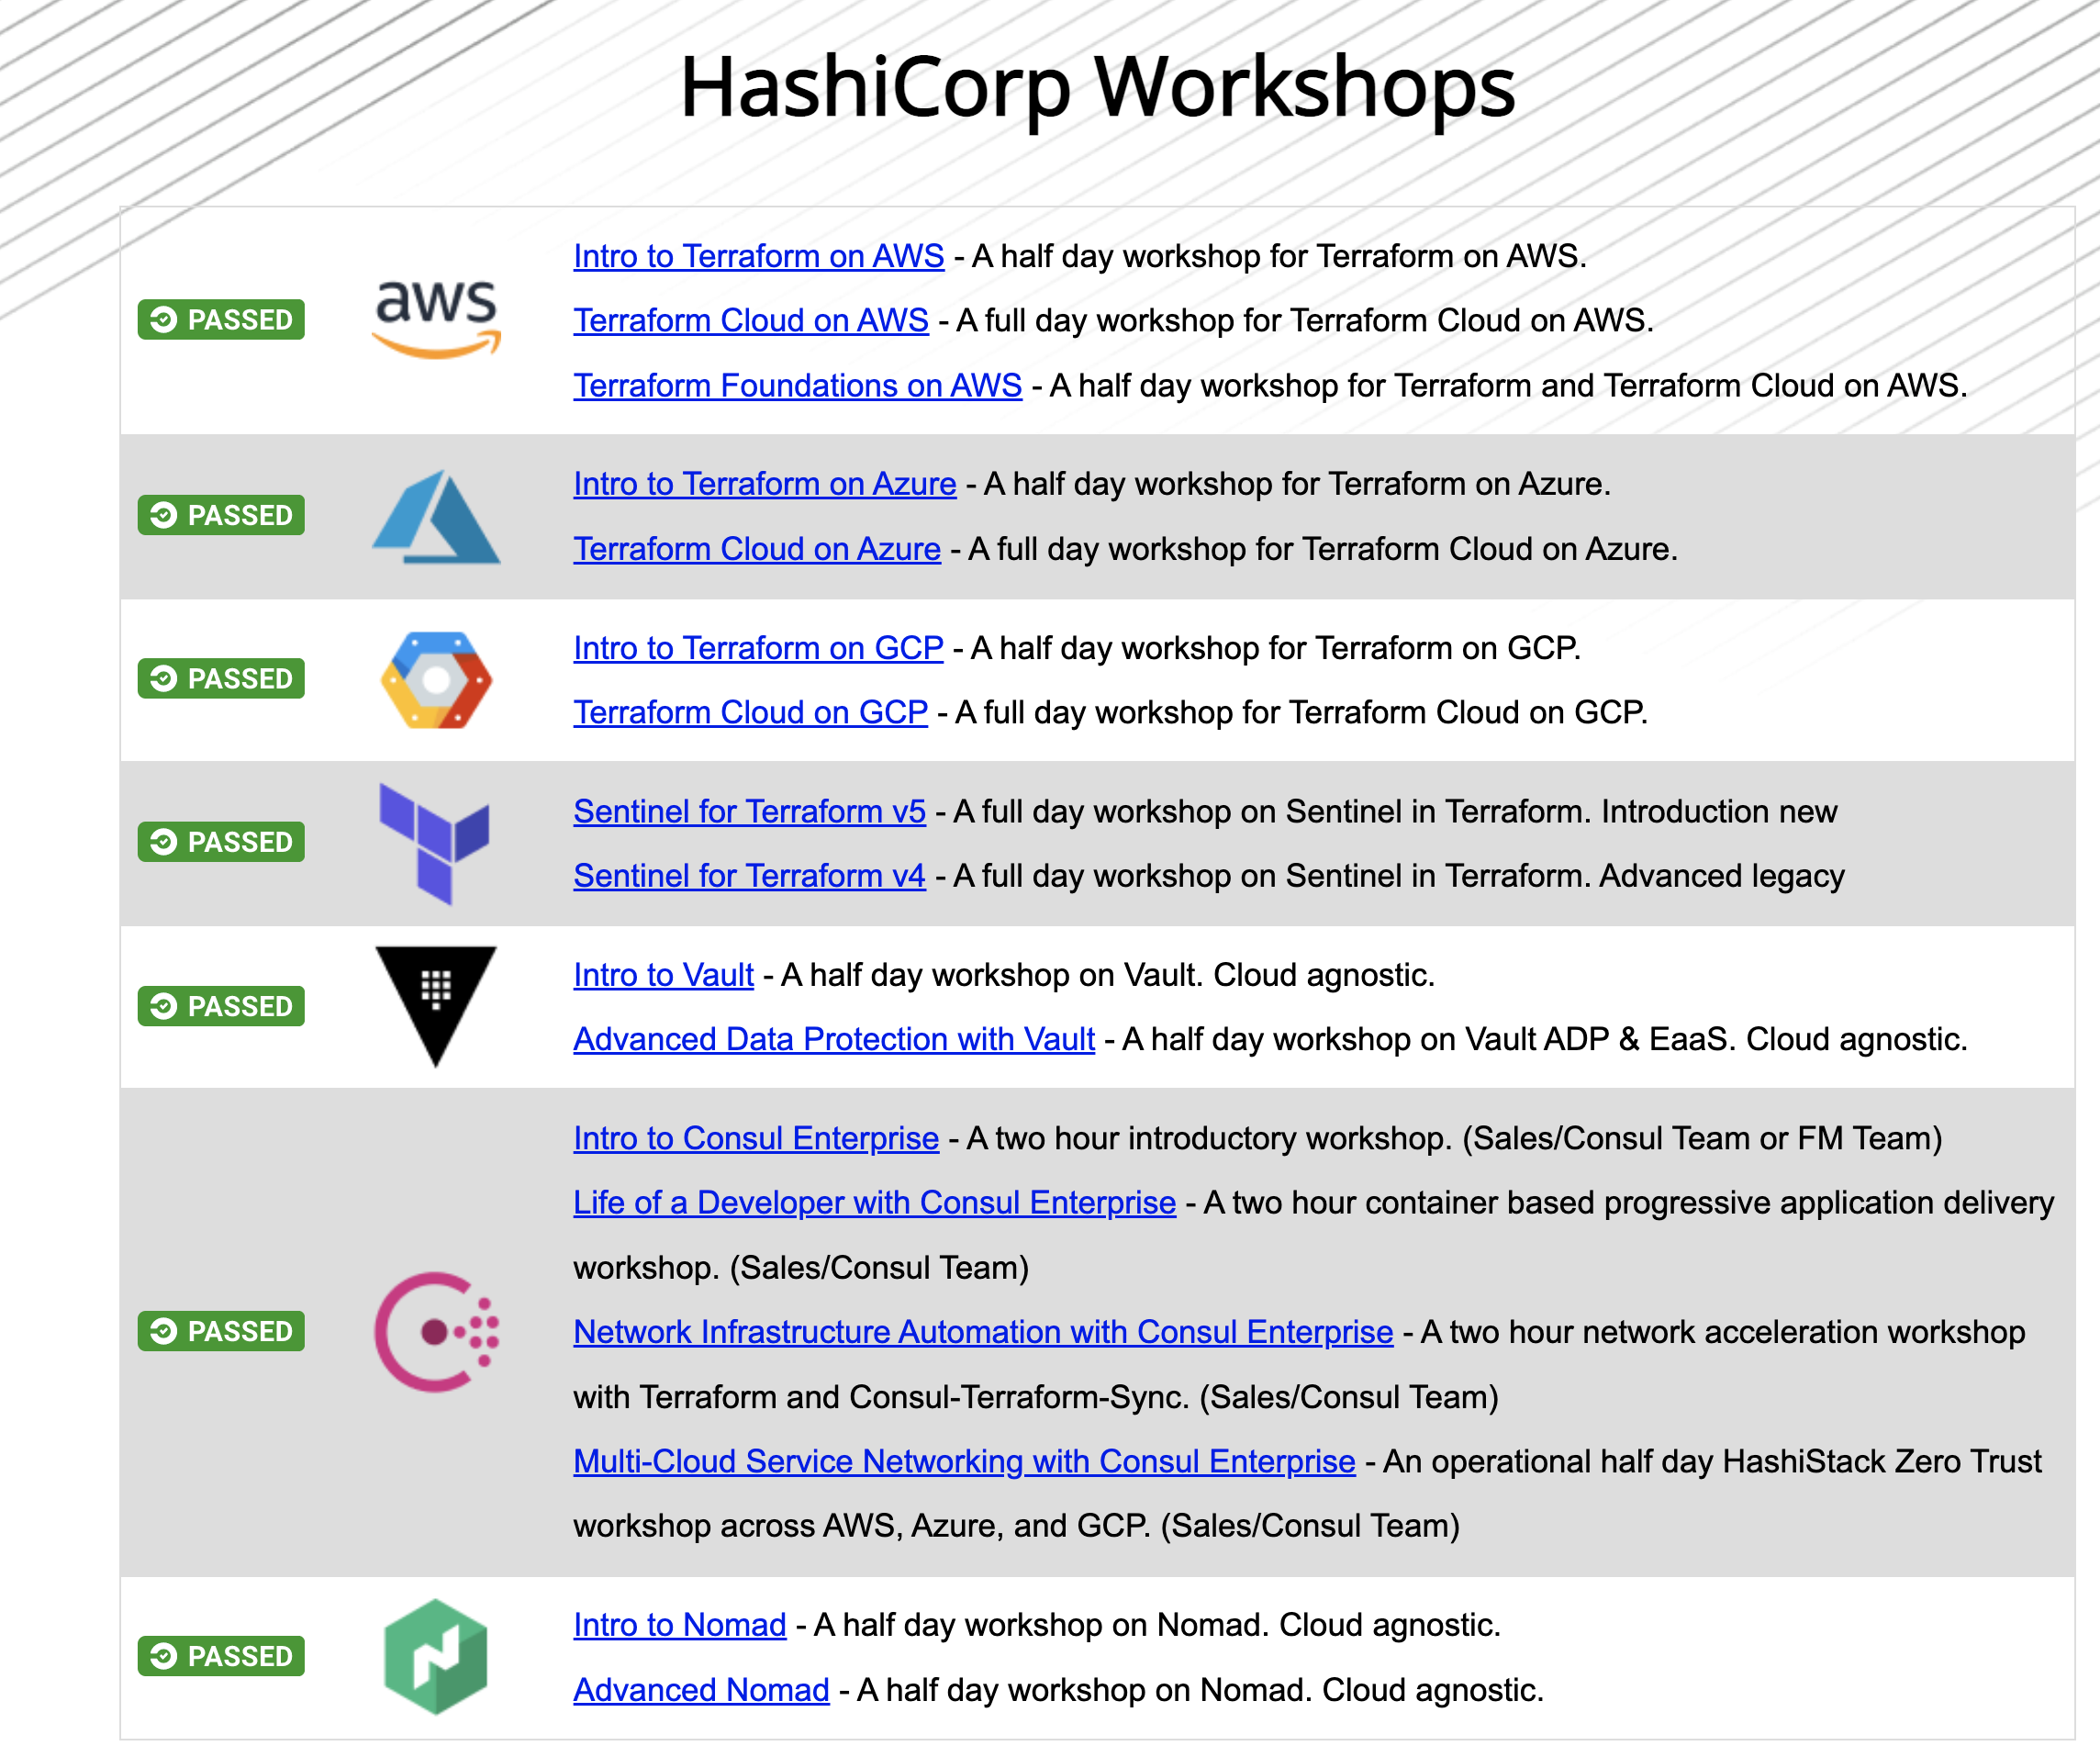 HashiCorp Workshops
PASSED
aws
Intro to Terraform on AWS - A half day workshop for Terraform on AWS.
Terraform Cloud on AWS - A full day workshop for Terraform Cloud on AWS.
Terraform Foundations on AWS - A half day workshop for Terraform and Terraform Cloud on AWS.
PASSED
Intro to Terraform on Azure - A half day workshop for Terraform on Azure.
Terraform Cloud on Azure - A full day workshop for Terraform Cloud on Azure.
PASSED
Intro to Terraform on GCP - A half day workshop for Terraform on GCP.
Terraform Cloud on GCP - A full day workshop for Terraform Cloud on GCP.
PASSED
Sentinel for Terraform v5 - A full day workshop on Sentinel in Terraform. Introduction new
Sentinel for Terraform v4 - A full day workshop on Sentinel in Terraform. Advanced legacy
PASSED
Intro to Vault - A half day workshop on Vault. Cloud agnostic.
Advanced Data Protection with Vault - A half day workshop on Vault ADP & EaaS. Cloud agnostic.
PASSED
Intro to Consul Enterprise - A two hour introductory workshop. (Sales/Consul Team or FM Team)
Life of a Developer with Consul Enterprise - A two hour container based progressive application delivery
workshop. (Sales/Consul Team)
Network Infrastructure Automation with Consul Enterprise - A two hour network acceleration workshop
with Terraform and Consul-Terraform-Sync. (Sales/Consul Team)
Multi-Cloud Service Networking with Consul Enterprise - An operational half day HashiStack Zero Trust
workshop across AWS, Azure, and GCP. (Sales/Consul Team)
PASSED
Intro to Nomad - A half day workshop on Nomad. Cloud agnostic.
Advanced Nomad - A half day workshop on Nomad. Cloud agnostic.